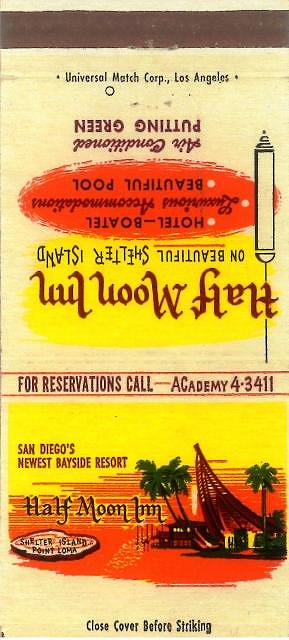 • Universal Match Corp., Los Angeles •
Half Moon Inn
ON BEAUTIFUL SHELTER ISLAND
• HOTEL—BOATEL
• Luxurious Accommodations
• BEAUTIFUL POOL
Air Conditioned
PUTTING GREEN
FOR RESERVATIONS CALL—ACademy 4-3411
SAN DIEGO'S
NEWEST BAYSIDE RESORT
Half Moon Inn
SHELTER ISLAND
POINT LOMA
Close Cover Before Striking